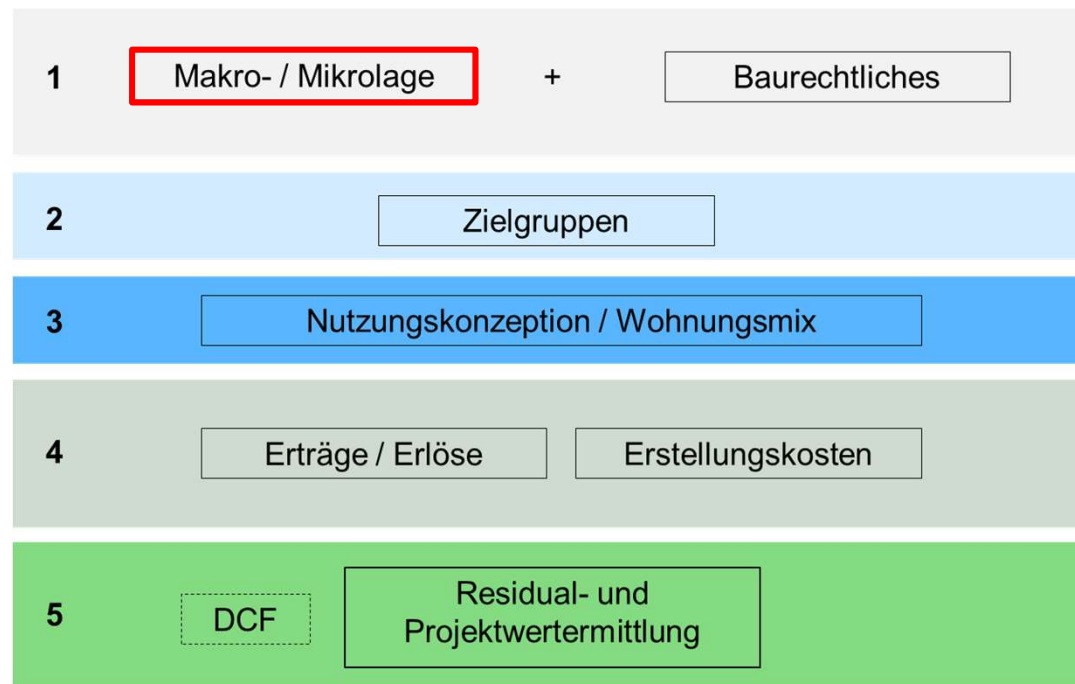 1 Makro- / Mikrolage + Baurechtliches
2 Zielgruppen
3 Nutzungskonzeption / Wohnungsmix
4 Erträge / Erlöse Erstellungskosten
5 DCF Residual- und
Projektwertermittlung